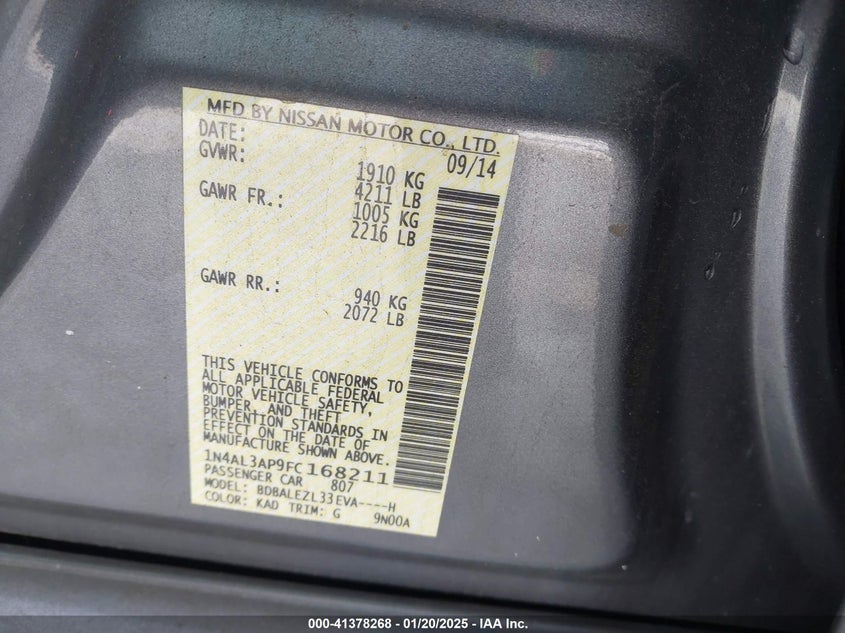 MFD BY NISSAN MOTOR CO., LTD.
DATE: 09/14
GVWR: 1910 KG
4211 LB
GAWR FR.: 1005 KG
2216 LB
GAWR RR.: 940 KG
2072 LB
THIS VEHICLE CONFORMS TO
ALL APPLICABLE FEDERAL
MOTOR VEHICLE SAFETY,
BUMPER, AND THEFT
PREVENTION STANDARDS IN
EFFECT ON THE DATE OF
MANUFACTURE SHOWN ABOVE.
1N4AL3AP9FC168211
PASSENGER CAR 807
MODEL: BDBALEZL33EVA----H
COLOR: KAD TRIM: G 9N00A
000-41378268 - 01/20/2025 - IAA Inc.